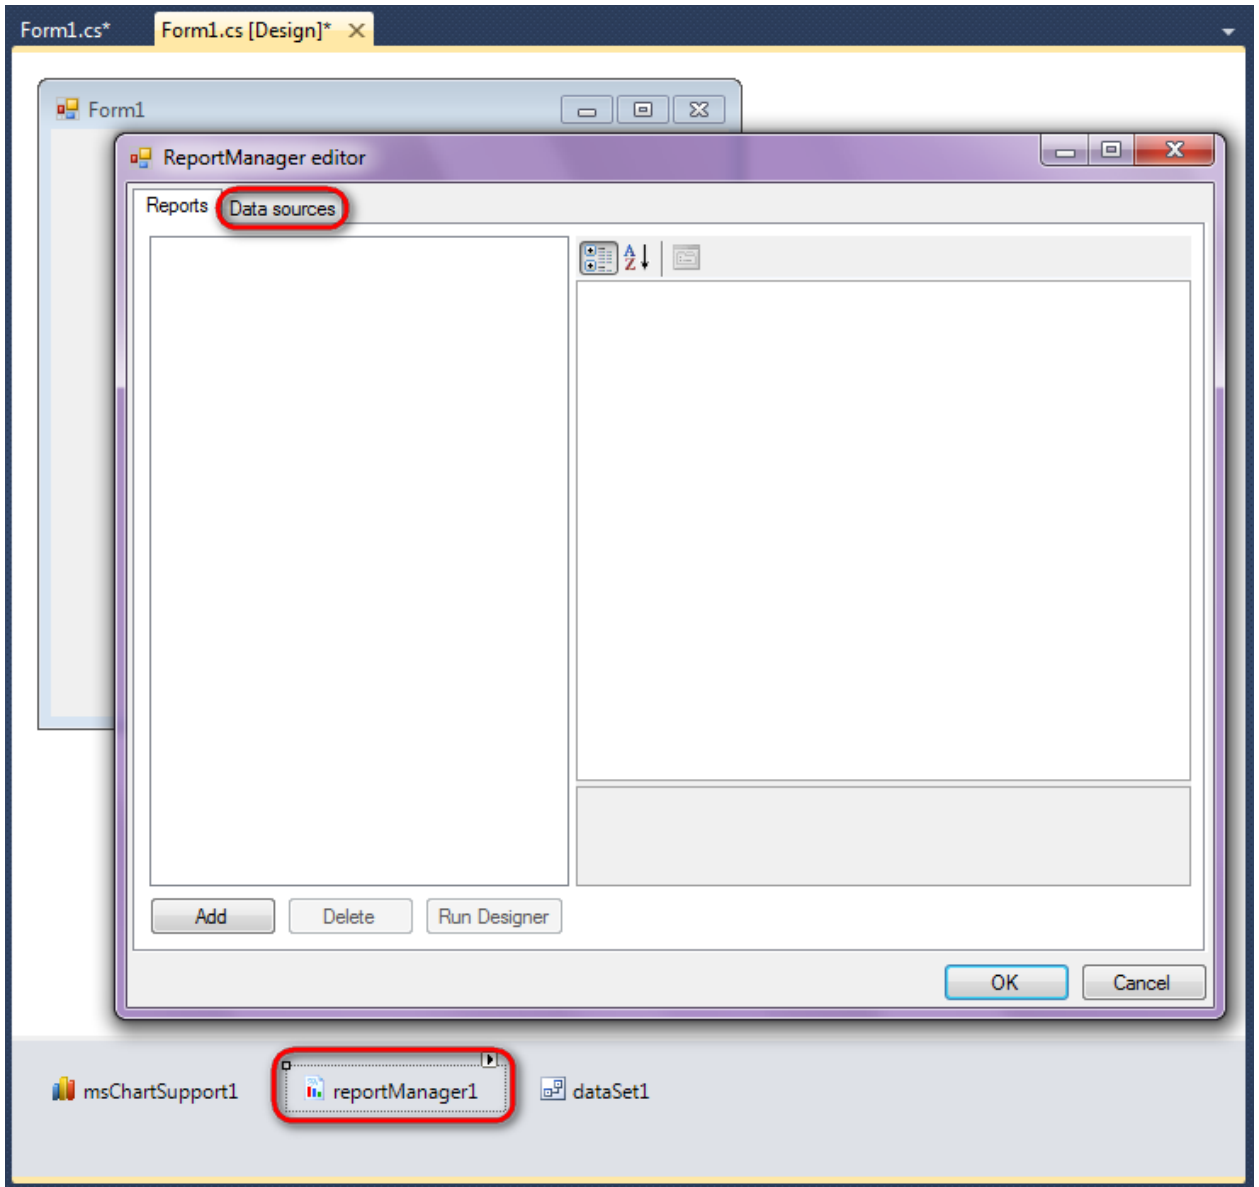 Form1.cs* Form1.cs [Design]*
Form1
ReportManager editor
Reports Data sources
A
Z
Add Delete Run Designer
OK Cancel
msChartSupport1 reportManager1 dataSet1